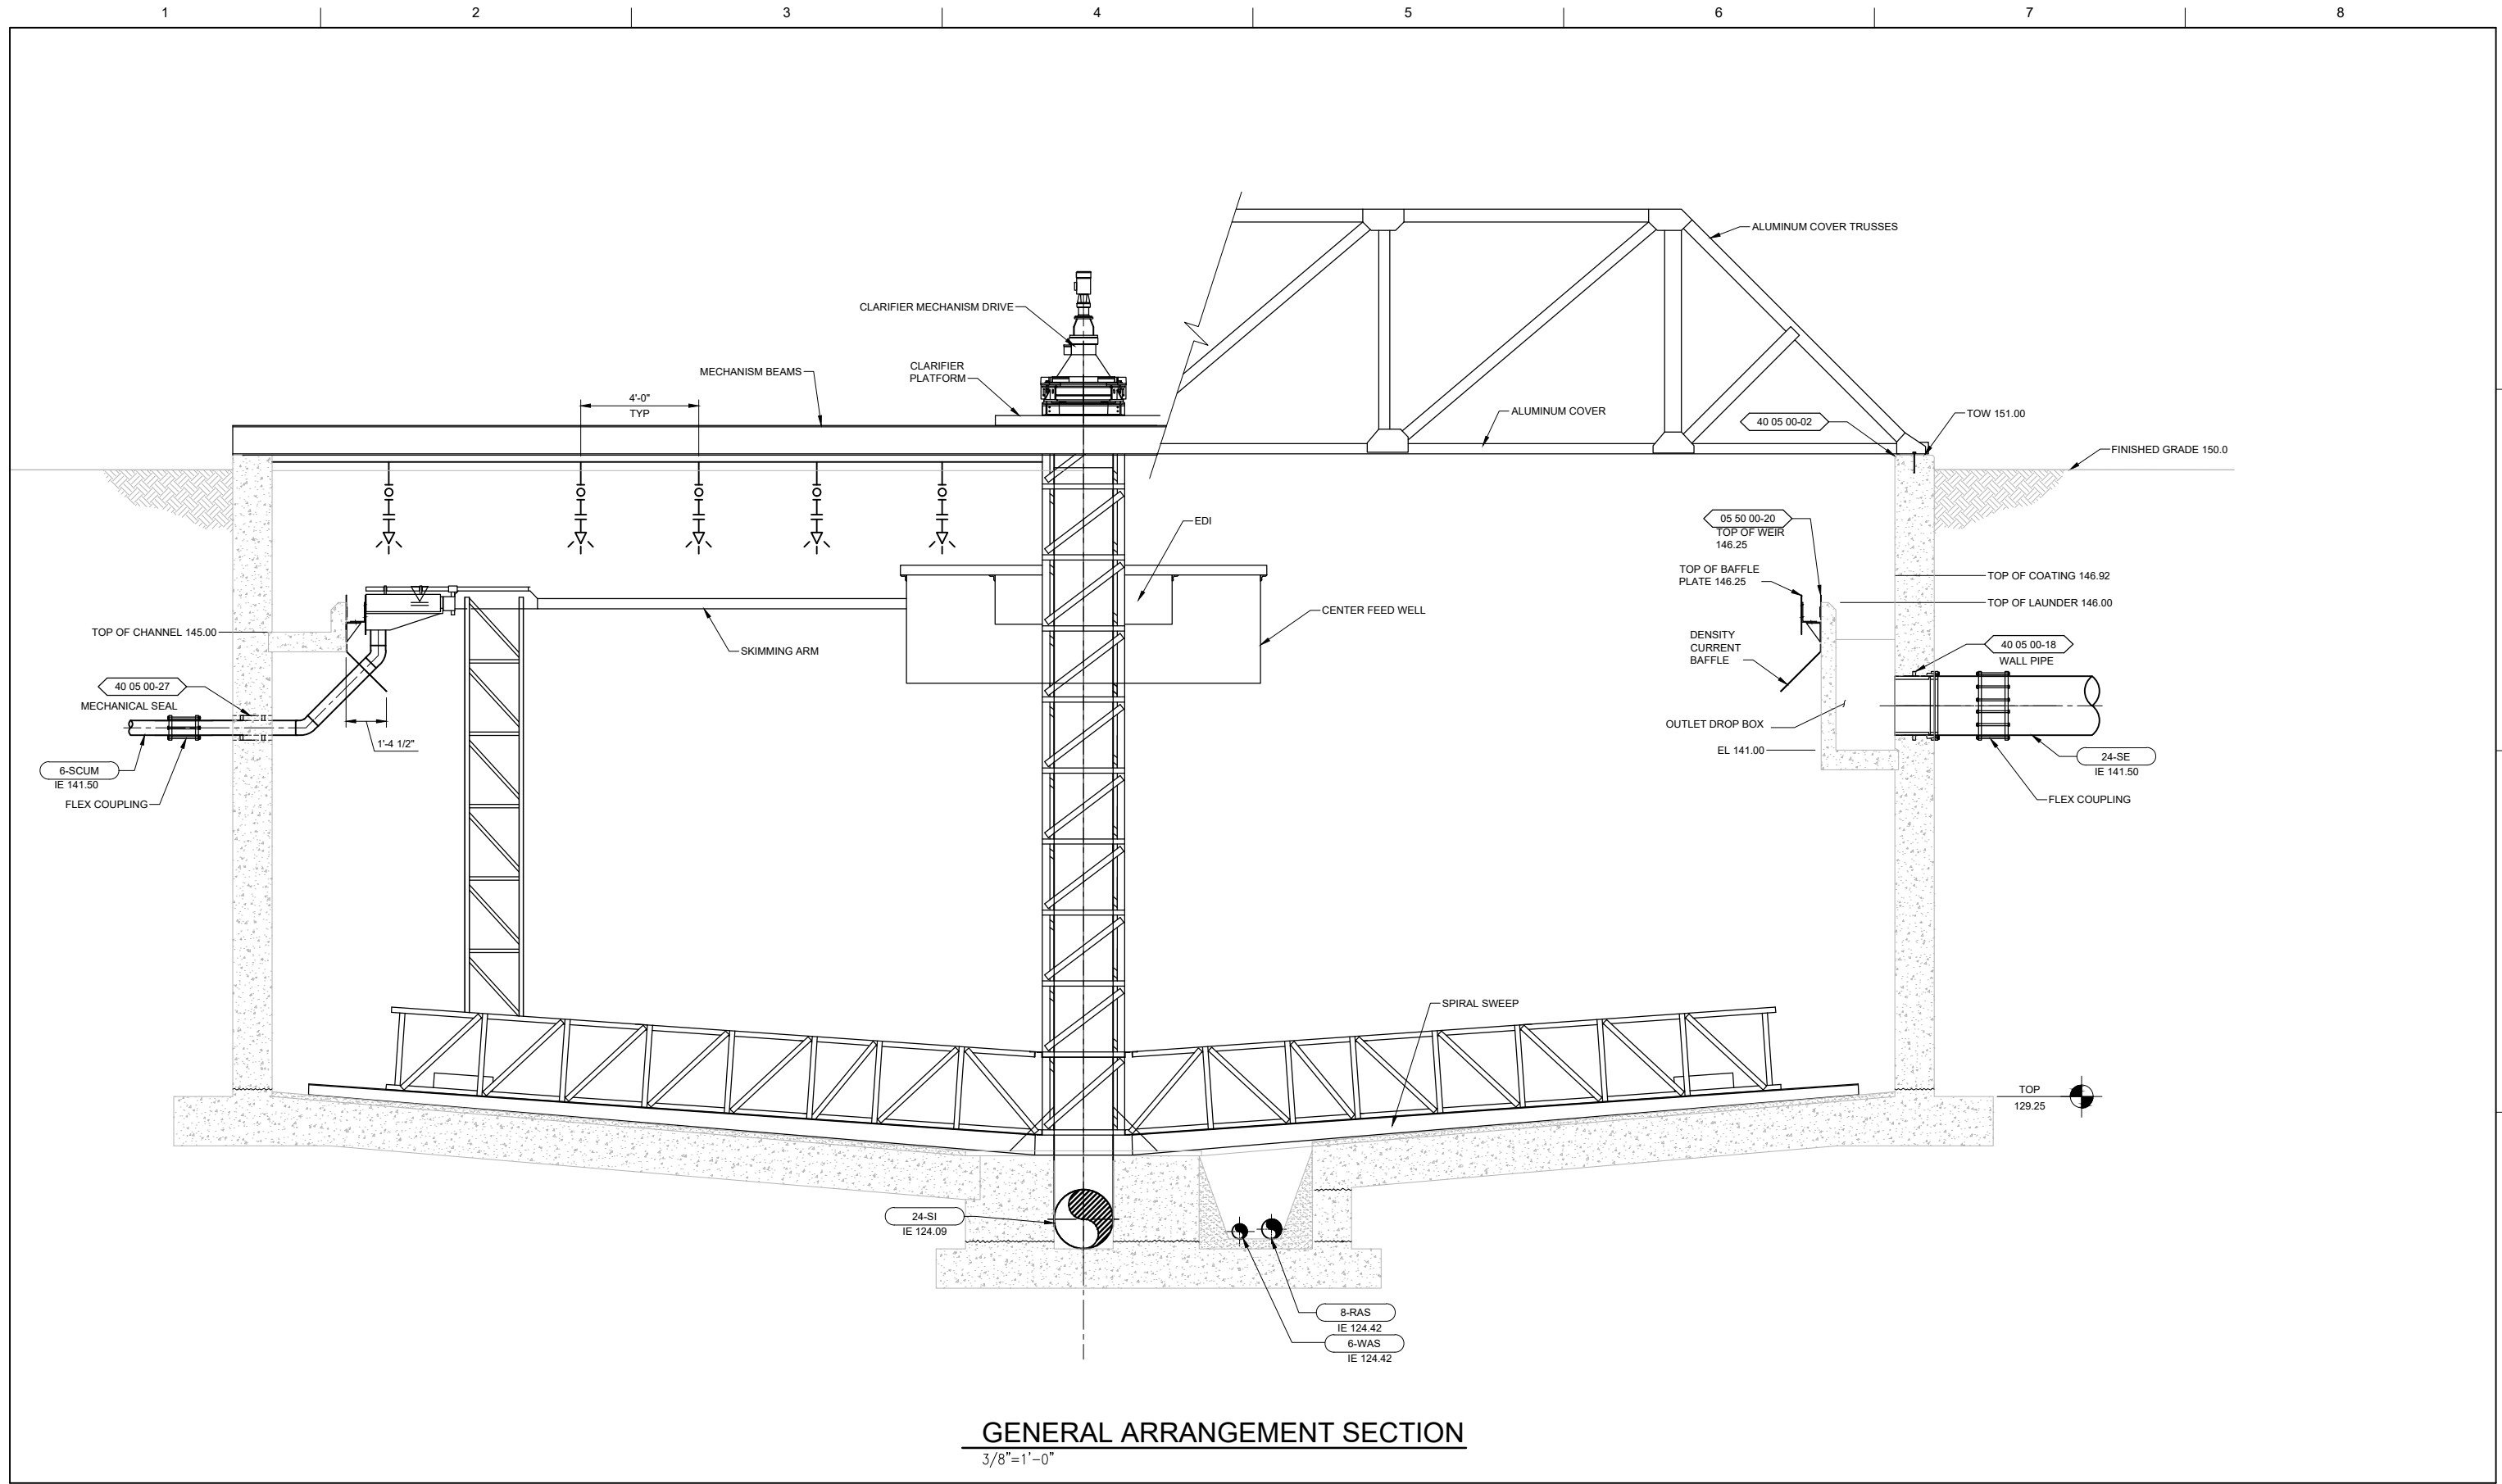 1 2 3 4 5 6 7 8
ALUMINUM COVER TRUSSES
CLARIFIER MECHANISM DRIVE
CLARIFIER
PLATFORM
MECHANISM BEAMS
4'-0"
TYP
ALUMINUM COVER
40 05 00-02
TOW 151.00
FINISHED GRADE 150.0
EDI
05 50 00-20
TOP OF WEIR
146.25
TOP OF BAFFLE
PLATE 146.25
TOP OF COATING 146.92
TOP OF LAUNDER 146.00
CENTER FEED WELL
TOP OF CHANNEL 145.00
SKIMMING ARM
DENSITY
CURRENT
BAFFLE
40 05 00-18
WALL PIPE
40 05 00-27
MECHANICAL SEAL
OUTLET DROP BOX
1'-4 1/2"
EL 141.00
6-SCUM
IE 141.50
FLEX COUPLING
24-SE
IE 141.50
FLEX COUPLING
SPIRAL SWEEP
TOP
129.25
24-SI
IE 124.09
8-RAS
IE 124.42
6-WAS
IE 124.42
GENERAL ARRANGEMENT SECTION
3/8"=1'-0"